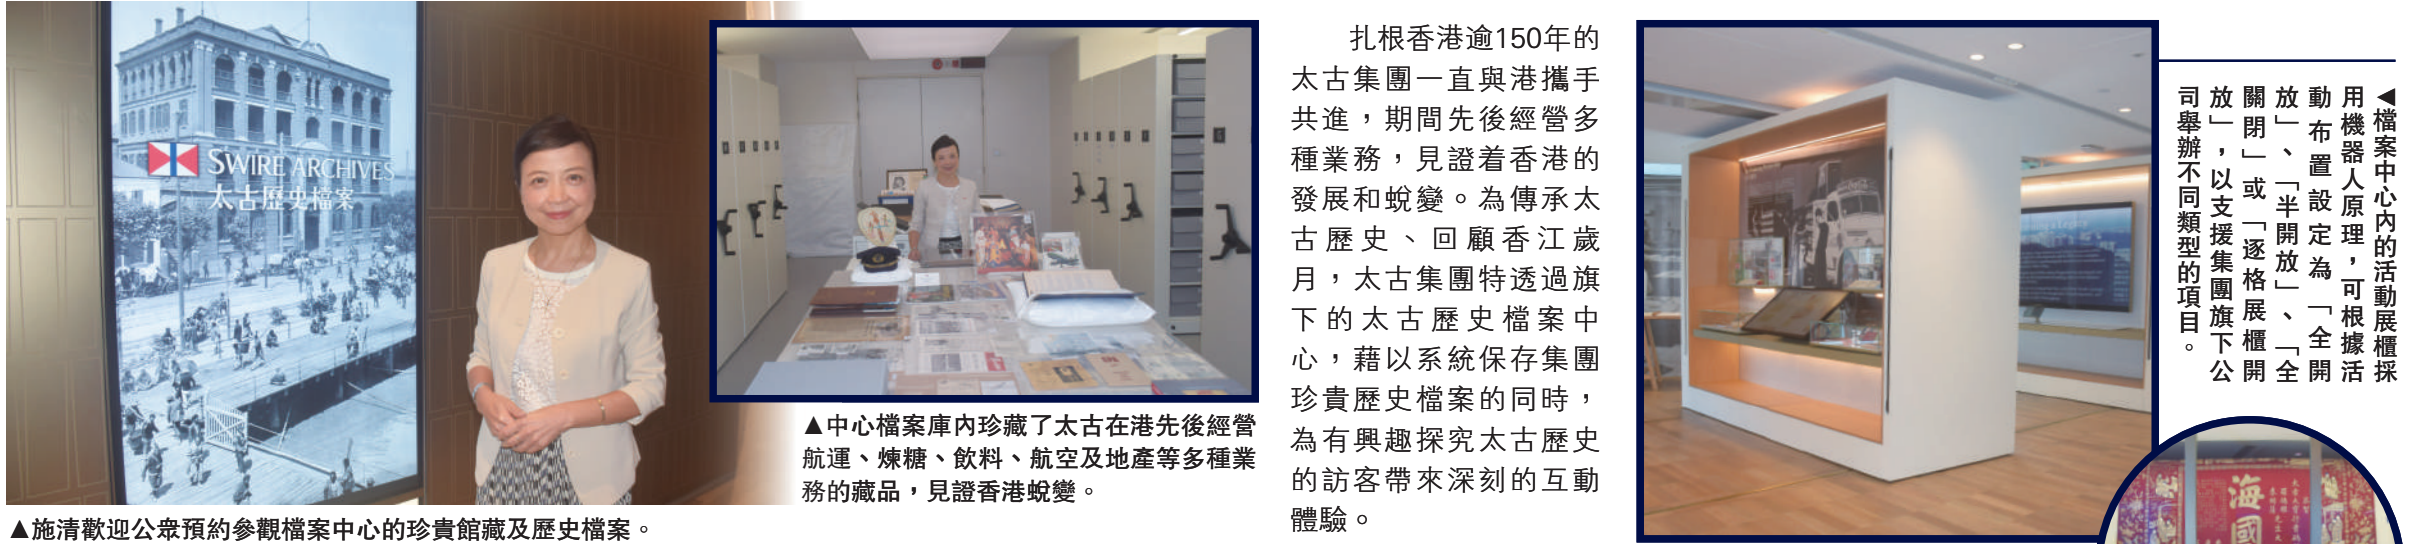 SWIRE ARCHIVES
太古歷史檔案
▲施清歡迎公眾預約參觀檔案中心的珍貴館藏及歷史檔案。
▲中心檔案庫內珍藏了太古在港先後經營
航運、煉糖、飲料、航空及地產等多種業
務的藏品，見證香港蛻變。
扎根香港逾150年的
太古集團一直與港攜手
共進，期間先後經營多
種業務，見證着香港的
發展和蛻變。為傳承太
古歷史、回顧香江歲
月，太古集團特透過旗
下的太古歷史檔案中
心，藉以系統保存集團
珍貴歷史檔案的同時，
為有興趣探究太古歷史
的訪客帶來深刻的互動
體驗。
◀檔案中心內的活動展櫃採
用機器人原理，可根據活
動布置設定為「全開
放」、「半開放」、「全
關閉」或「逐格展櫃開
放」，以支援集團旗下公
司舉辦不同類型的項目。
海國